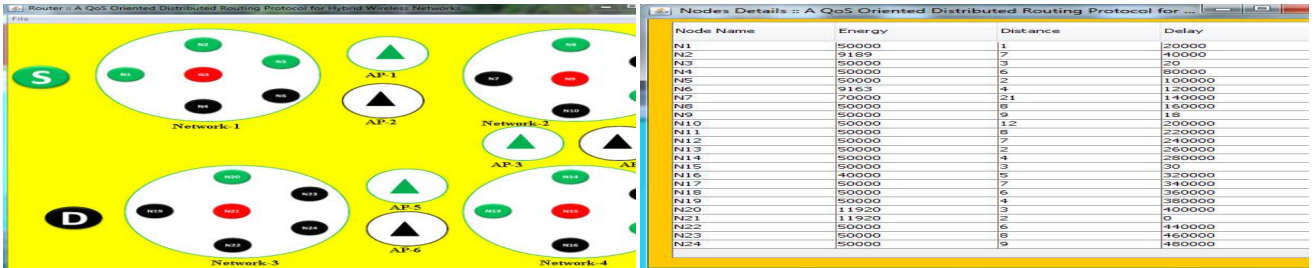 Router :: A QoS Oriented Distributed Routing Protocol for Hybrid Wireless Networks
File
S
N2
N1
N3
N5
N4
N6
Network-1
AP-1
AP-2
N8
N7
N9
N10
Network-2
AP-3
D
N20
N19
N21
N23
N24
N22
Network-3
AP-5
AP-6
N14
N13
N15
N16
Network-4
Nodes Details :: A QoS Oriented Distributed Routing Protocol for ...
Node Name Energy Distance Delay
N1 50000 1 20000
N2 9189 7 40000
N3 50000 3 20
N4 50000 6 80000
N5 50000 2 100000
N6 9163 4 120000
N7 70000 21 140000
N8 50000 8 160000
N9 50000 9 18
N10 50000 12 200000
N11 50000 8 220000
N12 50000 7 240000
N13 50000 2 260000
N14 50000 4 280000
N15 50000 3 30
N16 40000 5 320000
N17 50000 7 340000
N18 50000 6 360000
N19 50000 4 380000
N20 11920 3 400000
N21 11920 2 0
N22 50000 6 440000
N23 50000 8 460000
N24 50000 9 480000